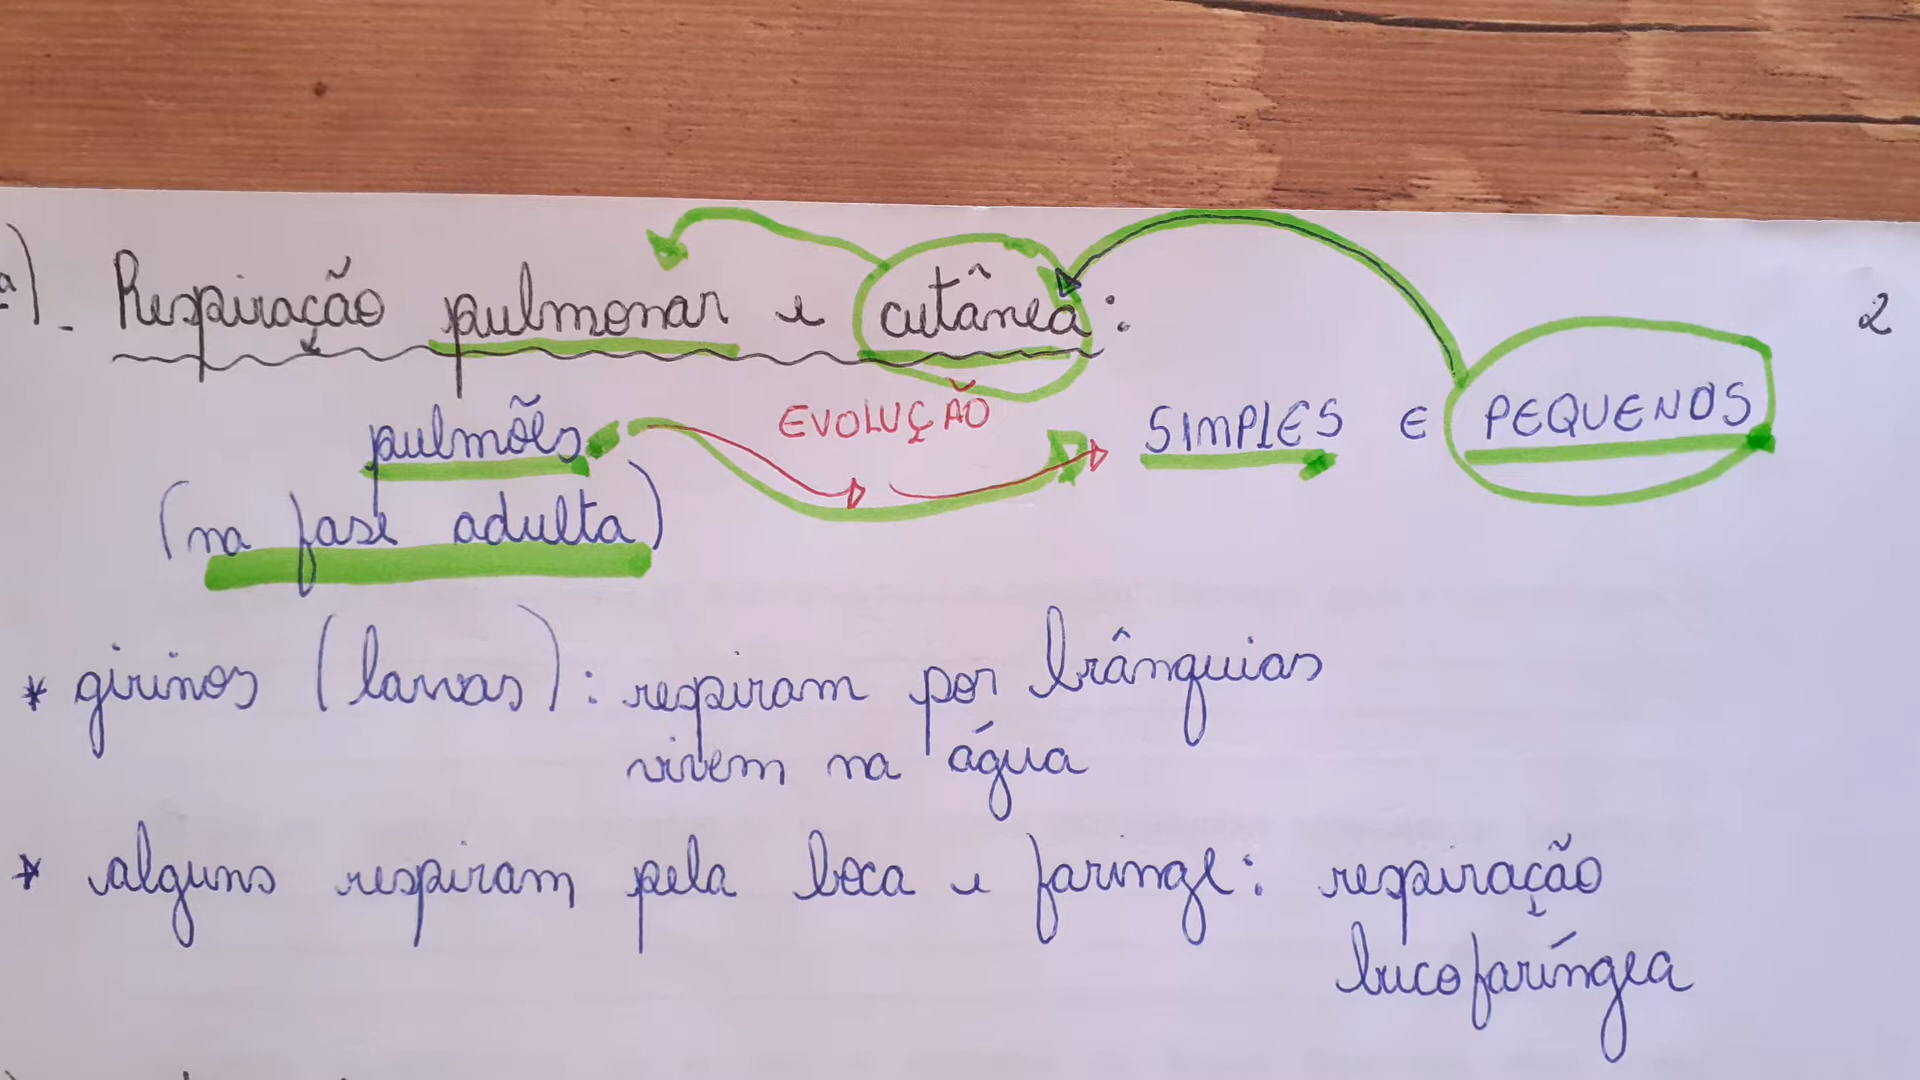 a). Respiração pulmonar e cutânea:
2
EVOLUÇÃO
pulmões SIMPLES E PEQUENOS
(na fase adulta)
* girinos (larvas): respiram por brânquias
vivem na água
* alguns respiram pela boca e faringe: respiração
bucofaríngea